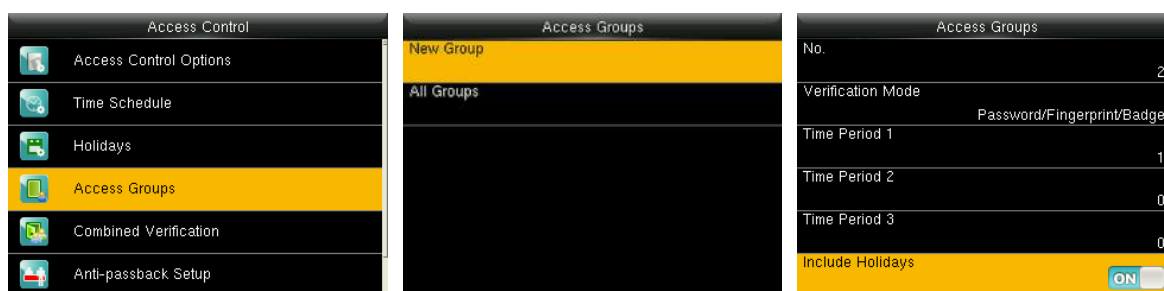 Access Control
Access Control Options
Time Schedule
Holidays
Access Groups
Combined Verification
Anti-passback Setup
Access Groups
New Group
All Groups
Access Groups
No.
2
Verification Mode
Password/Fingerprint/Badge
Time Period 1
1
Time Period 2
0
Time Period 3
0
Include Holidays
ON